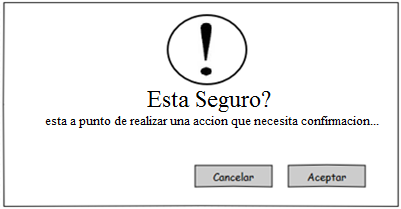 !
Esta Seguro?
esta a punto de realizar una accion que necesita confirmacion...
Cancelar Aceptar